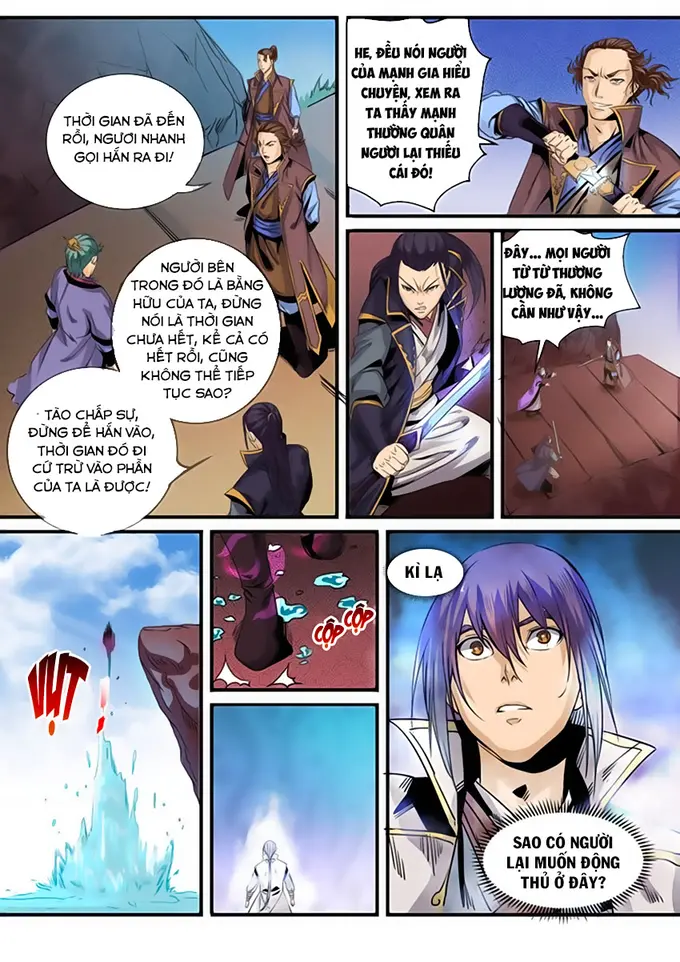 THỜI GIAN ĐÃ ĐẾN
RỒI, NGƯƠI NHANH
GỌI HẮN RA ĐI!
NGƯỜI BÊN
TRONG ĐÓ LÀ BẰNG
HỮU CỦA TA, ĐỪNG
NÓI LÀ THỜI GIAN
CHƯA HẾT, KỂ CẢ CÓ
HẾT RỒI, CŨNG
KHÔNG THỂ TIẾP
TỤC SAO?
TÀO CHẤP SỰ,
ĐỪNG ĐỂ HẮN VÀO,
THỜI GIAN ĐÓ ĐI
CỨ TRỪ VÀO PHẦN
CỦA TA LÀ ĐƯỢC!
HE, ĐỀU NÓI NGƯỜI
CỦA MẠNH GIA HIỂU
CHUYỆN, XEM RA
TA THẤY MẠNH
THƯỜNG QUÂN
NGƯỜI LẠI THIẾU
CÁI ĐÓ!
ĐÂY... MỌI NGƯỜI
TỪ TỪ THƯƠNG
LƯỢNG ĐÃ, KHÔNG
CẦN NHƯ VẬY...
VỤT
CỘP
CỘP
KÌ LẠ
SAO CÓ NGƯỜI
LẠI MUỐN ĐỘNG
THỦ Ở ĐÂY?